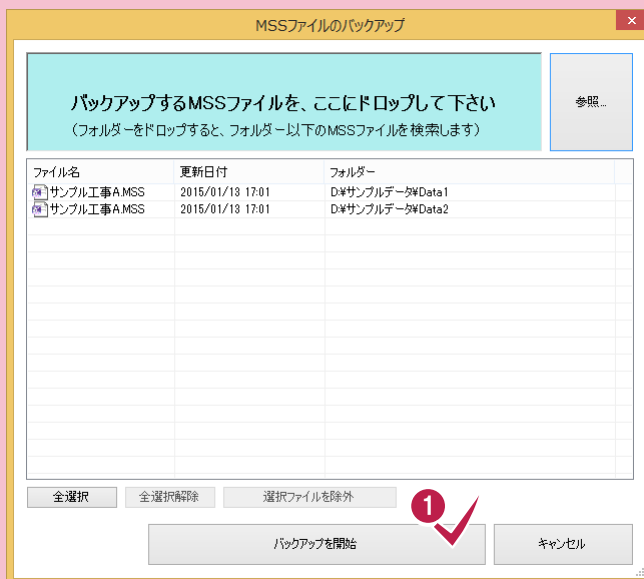 MSSファイルのバックアップ
バックアップするMSSファイルを、ここにドロップして下さい
(フォルダーをドロップすると、フォルダー以下のMSSファイルを検索します)
参照...
ファイル名 更新日付 フォルダー
サンプル工事A.MSS 2015/01/13 17:01 D:¥サンプルデータ¥Data1
サンプル工事A.MSS 2015/01/13 17:01 D:¥サンプルデータ¥Data2
全選択 全選択解除 選択ファイルを除外
1
バックアップを開始 キャンセル